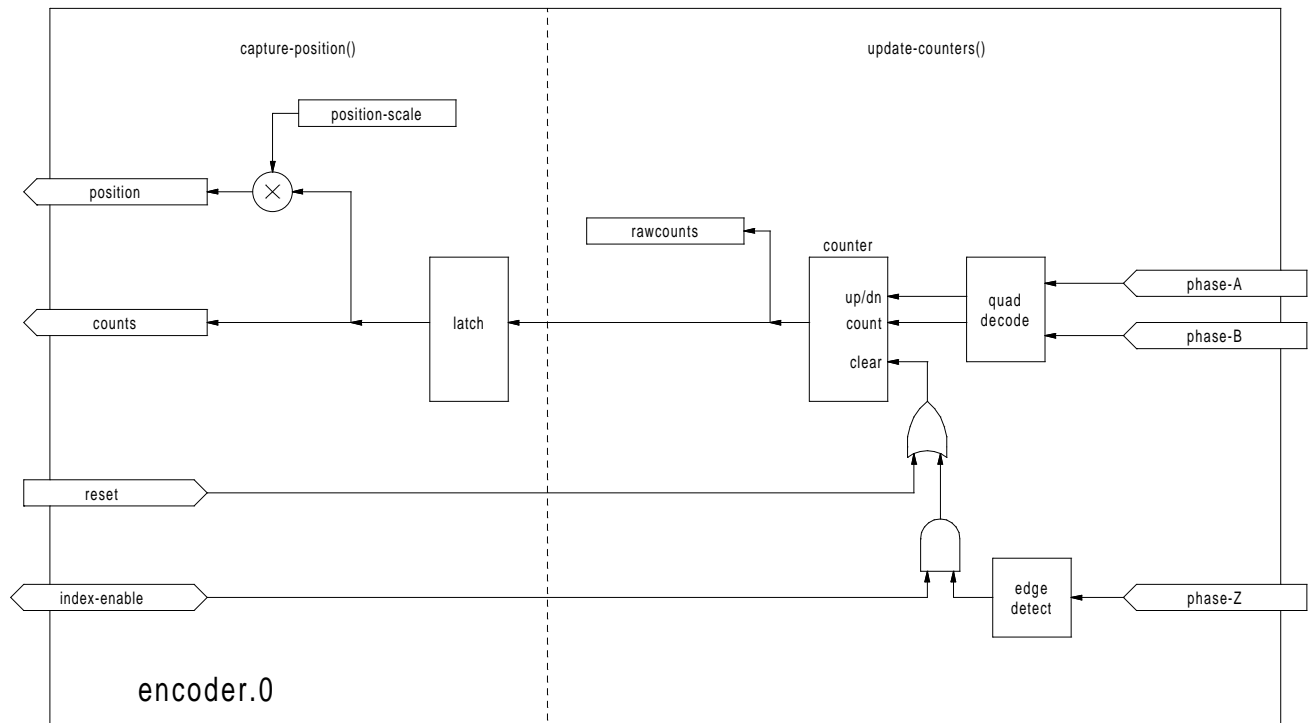 capture-position()
update-counters()
position-scale
position
rawcounts
counter
counts
latch
up/dn
count
clear
quad
decode
phase-A
phase-B
reset
index-enable
edge
detect
phase-Z
encoder.0